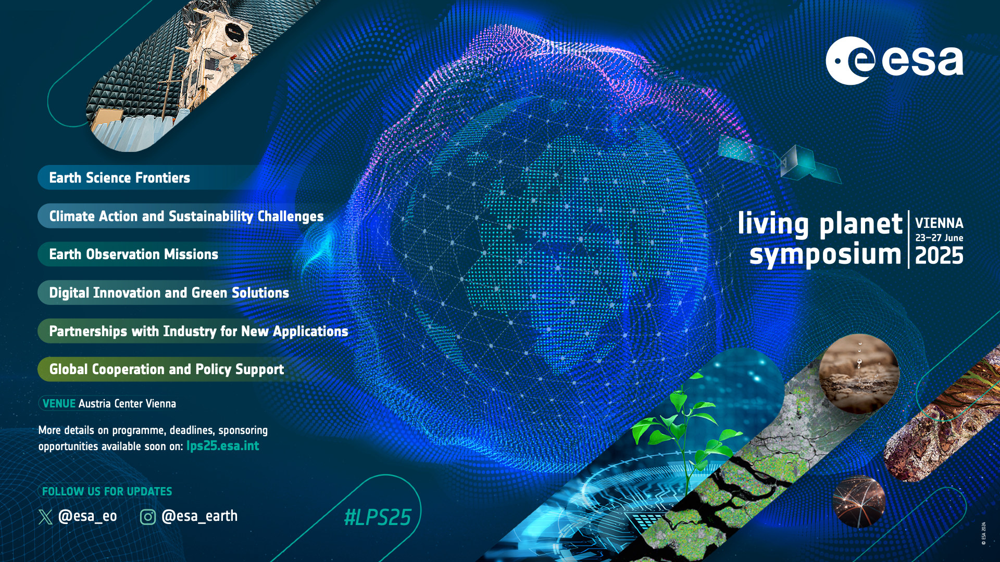 esa
Earth Science Frontiers
Climate Action and Sustainability Challenges
Earth Observation Missions
Digital Innovation and Green Solutions
Partnerships with Industry for New Applications
Global Cooperation and Policy Support
living planet
symposium
VIENNA
23–27 June
2025
VENUE Austria Center Vienna
More details on programme, deadlines, sponsoring
opportunities available soon on: lps25.esa.int
FOLLOW US FOR UPDATES
@esa_eo @esa_earth
#LPS25
© ESA 2024